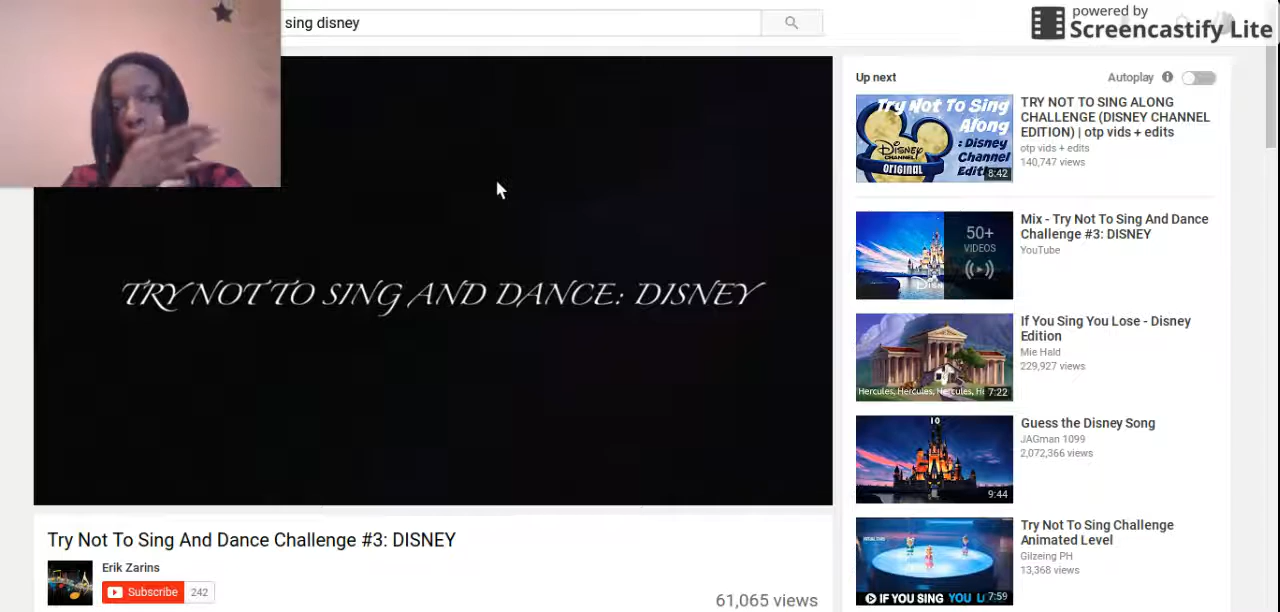 sing disney
powered by
Screencastify Lite
TRY NOT TO SING AND DANCE: DISNEY
Try Not To Sing And Dance Challenge #3: DISNEY
Erik Zarins
Subscribe 242
61,065 views
Up next
Autoplay
Try Not To Sing
Along
: Disney
Channel
Disney
CHANNEL
ORIGINAL
8:42
TRY NOT TO SING ALONG
CHALLENGE (DISNEY CHANNEL
EDITION) | otp vids + edits
otp vids + edits
140,747 views
50+
VIDEOS
Mix - Try Not To Sing And Dance
Challenge #3: DISNEY
YouTube
Hercules, Hercules, Hercules,
7:22
If You Sing You Lose - Disney
Edition
Mie Hald
229,927 views
10
9:44
Guess the Disney Song
JAGman 1099
2,072,366 views
IF YOU SING YOU
7:59
Try Not To Sing Challenge
Animated Level
Gilzeing PH
13,368 views